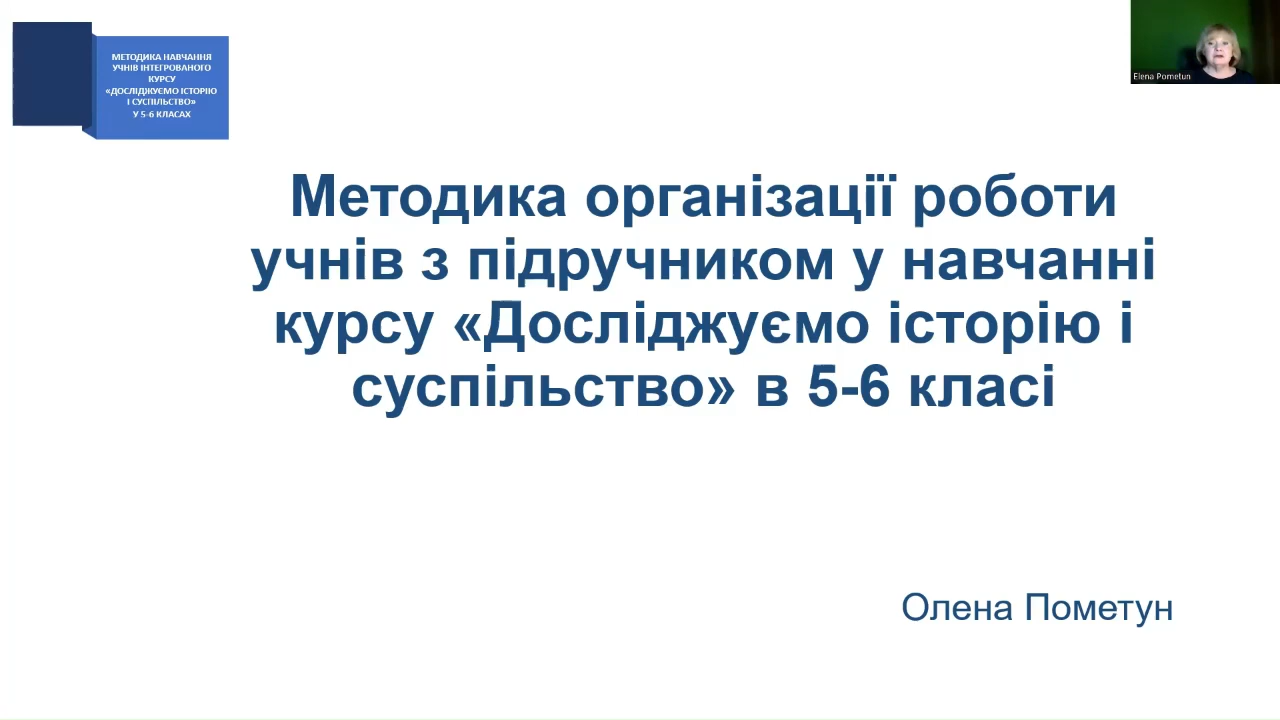 МЕТОДИКА НАВЧАННЯ
УЧНІВ ІНТЕГРОВАНОГО
КУРСУ
«ДОСЛІДЖУЄМО ІСТОРІЮ
І СУСПІЛЬСТВО»
У 5-6 КЛАСАХ
Elena Pometun
Методика організації роботи
учнів з підручником у навчанні
курсу «Досліджуємо історію і
суспільство» в 5-6 класі
Олена Пометун